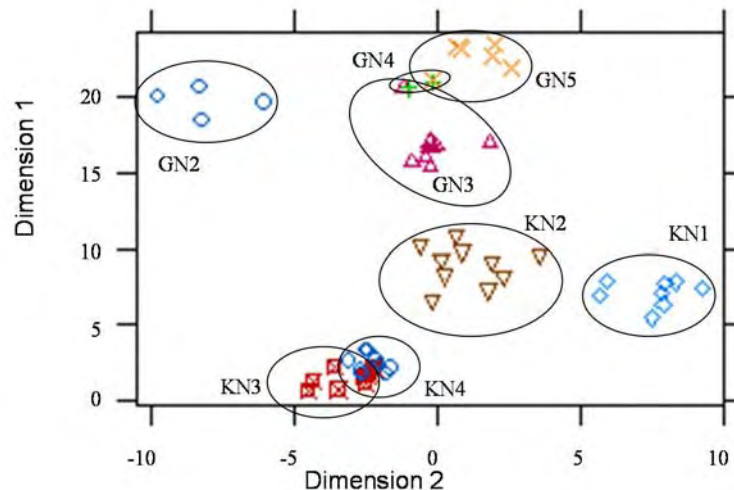 GN4
GN5
20
GN2
15
GN3
Dimension 1
KN2
KN1
10
5
KN3
KN4
0
-10
-5
0
5
10
Dimension 2